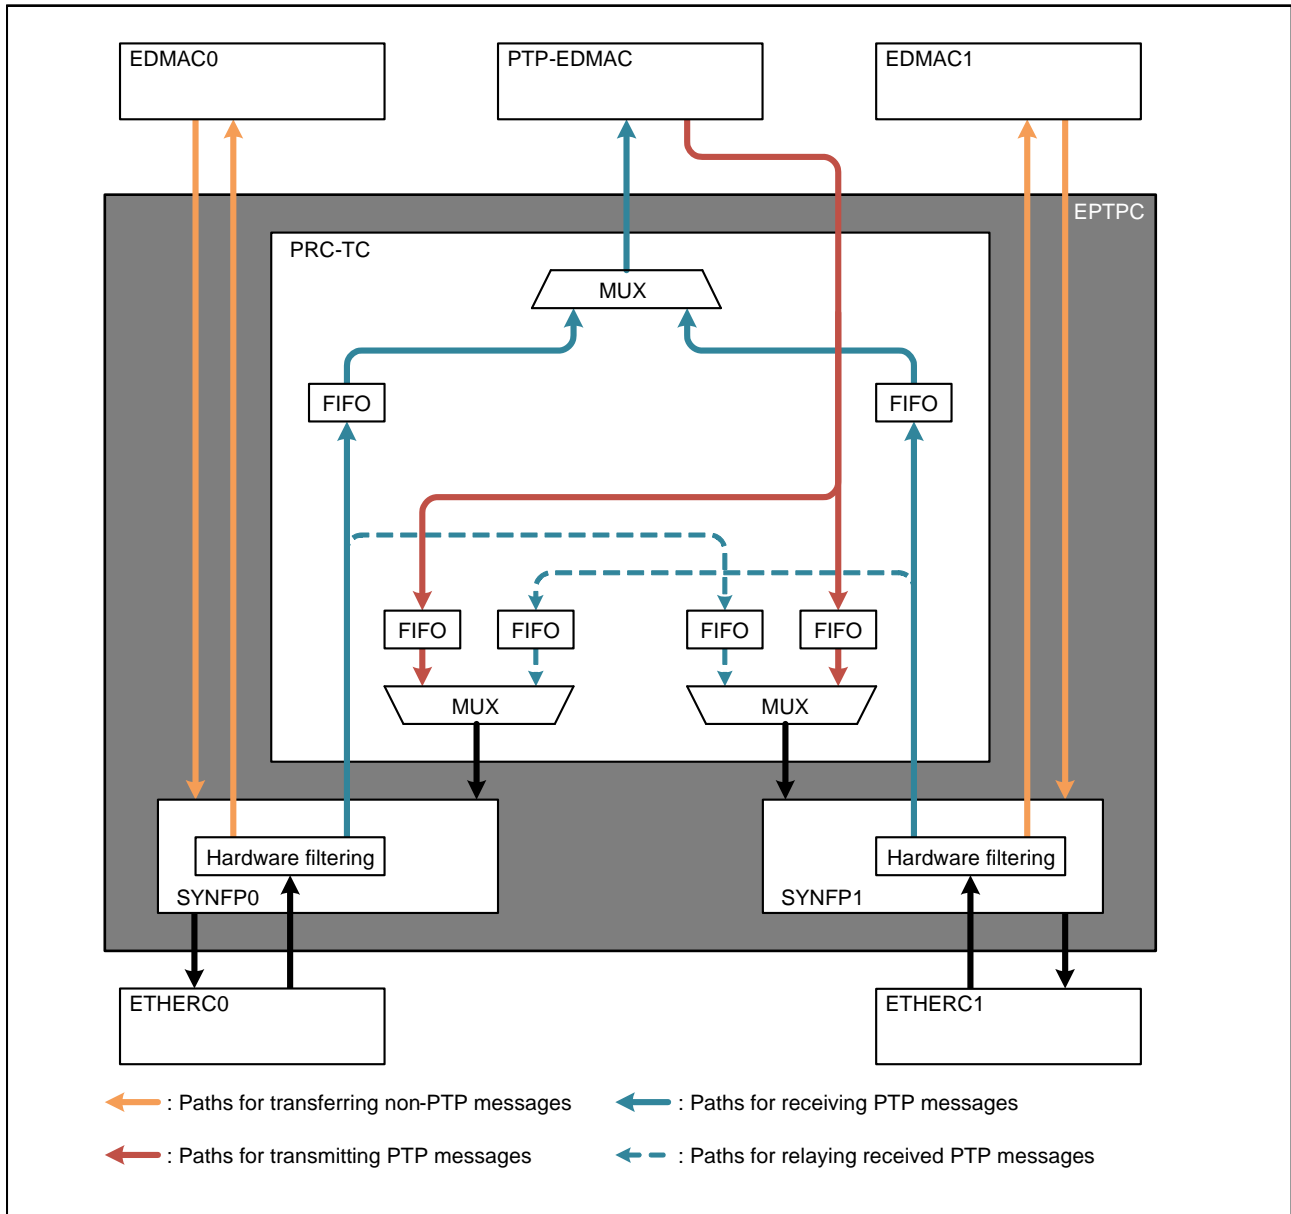 EDMAC0
PTP-EDMAC
EDMAC1
EPTPC
PRC-TC
MUX
FIFO
FIFO
FIFO
FIFO
FIFO
FIFO
MUX
MUX
Hardware filtering
SYNFP0
Hardware filtering
SYNFP1
ETHERC0
ETHERC1
: Paths for transferring non-PTP messages
: Paths for receiving PTP messages
: Paths for transmitting PTP messages
: Paths for relaying received PTP messages